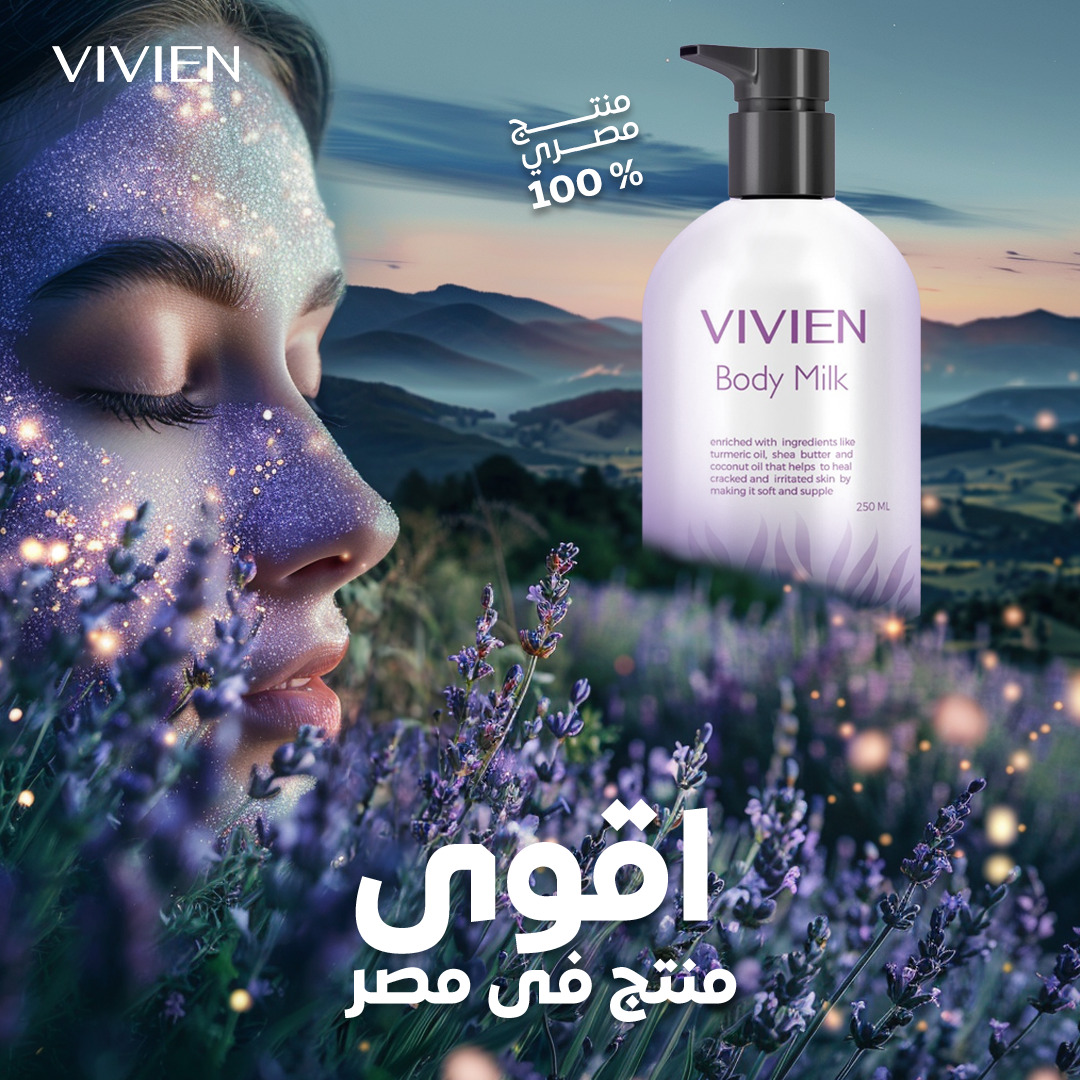 VIVIEN
منتج
مصري
100 %
VIVIEN
Body Milk
enriched with ingredients like
turmeric oil, shea butter and
coconut oil that helps to heal
cracked and irritated skin by
making it soft and supple
250 ML
اقوى
منتج فى مصر